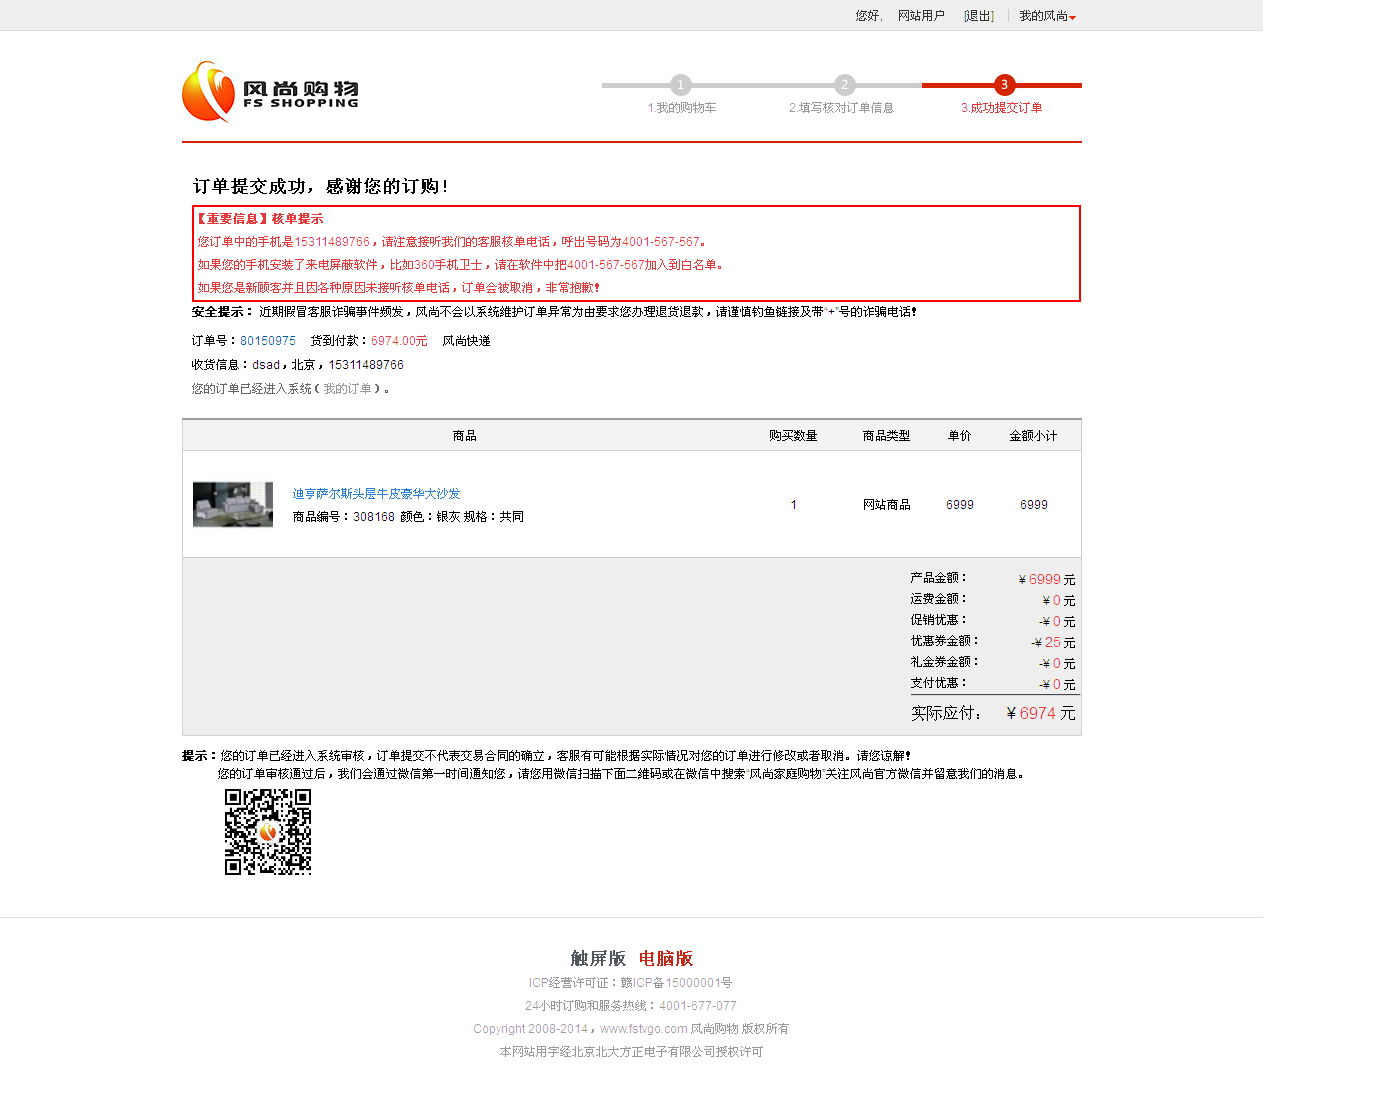 您好, 网站用户 [退出] 我的风尚
风尚购物
FS SHOPPING
1 2 3
1.我的购物车 2.填写核对订单信息 3.成功提交订单
订单提交成功，感谢您的订购！
【重要信息】核单提示
您订单中的手机是15311489766，请注意接听我们的客服核单电话，呼出号码为4001-567-567。
如果您的手机安装了来电屏蔽软件，比如360手机卫士，请在软件中把4001-567-567加入到白名单。
如果您是新顾客并且因各种原因未接听核单电话，订单会被取消，非常抱歉！
安全提示： 近期假冒客服诈骗事件频发，风尚不会以系统维护订单异常为由要求您办理退货退款，请谨慎钓鱼链接及带“+”号的诈骗电话！
订单号：80150975 货到付款：6974.00元 风尚快递
收货信息：dsad，北京，15311489766
您的订单已经进入系统（我的订单）。
商品 购买数量 商品类型 单价 金额小计
迪亨萨尔斯头层牛皮豪华大沙发
商品编号：308168 颜色：银灰 规格：共同
1 网站商品 6999 6999
产品金额： ¥ 6999 元
运费金额： ¥ 0 元
促销优惠： -¥ 0 元
优惠券金额： -¥ 25 元
礼金券金额： -¥ 0 元
支付优惠： -¥ 0 元
实际应付： ¥ 6974 元
提示：您的订单已经进入系统审核，订单提交不代表交易合同的确立，客服有可能根据实际情况对您的订单进行修改或者取消。请您谅解！
您的订单审核通过后，我们会通过微信第一时间通知您，请您用微信扫描下面二维码或在微信中搜索“风尚家庭购物”关注风尚官方微信并留意我们的消息。
触屏版 电脑版
ICP经营许可证：赣ICP备15000001号
24小时订购和服务热线：4001-677-077
Copyright 2008-2014，www.fstvgo.com 风尚购物 版权所有
本网站用字经北京北大方正电子有限公司授权许可